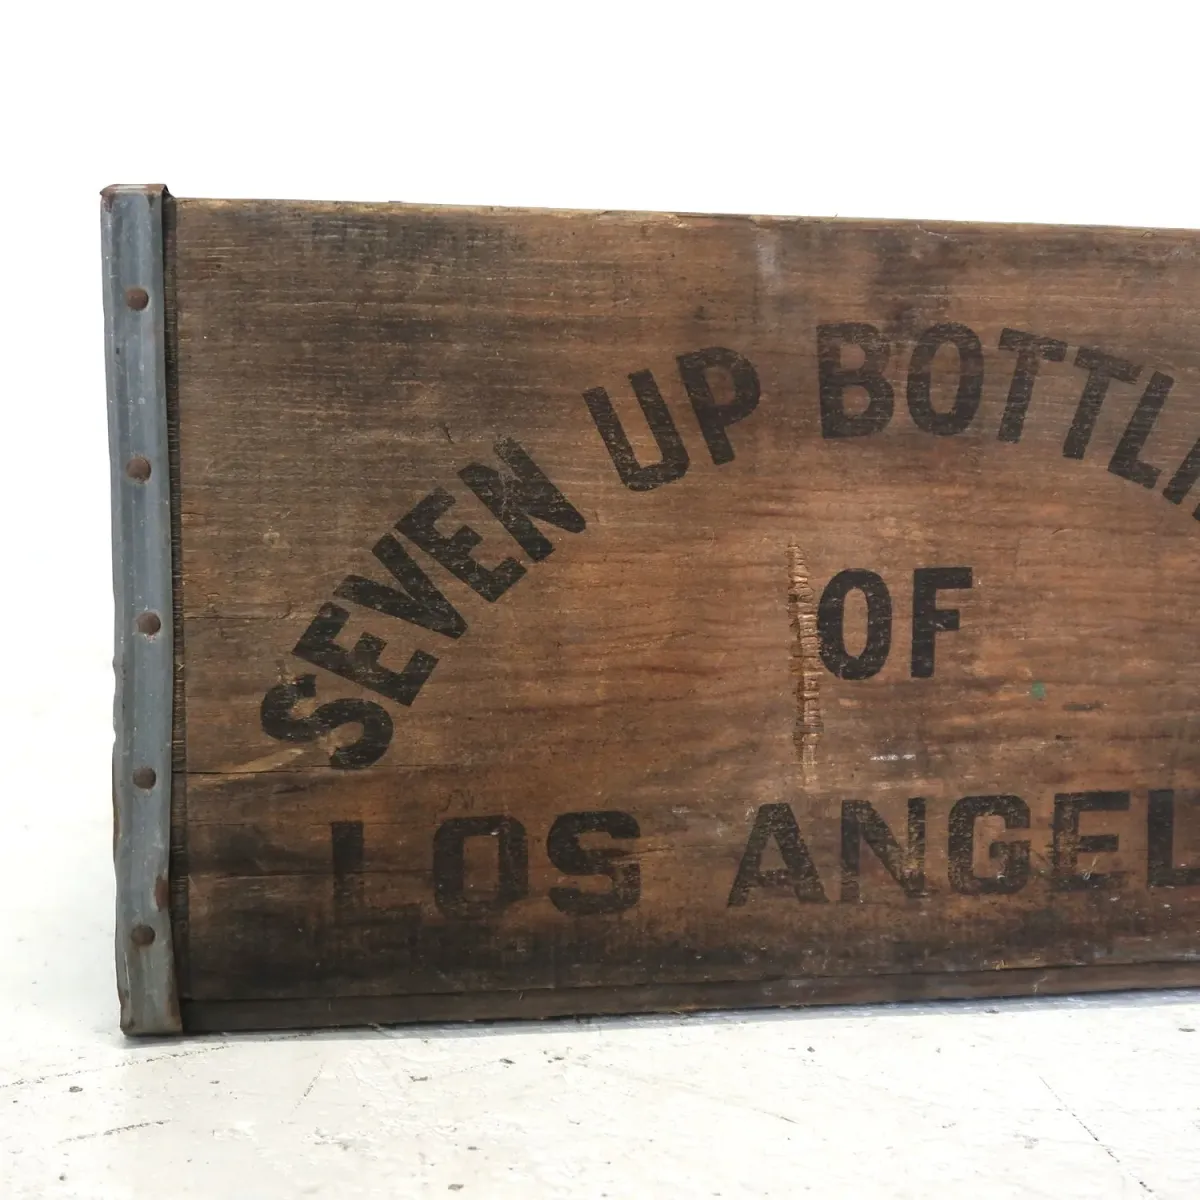 SEVEN UP BOTTLI
OF
LOS ANGEL